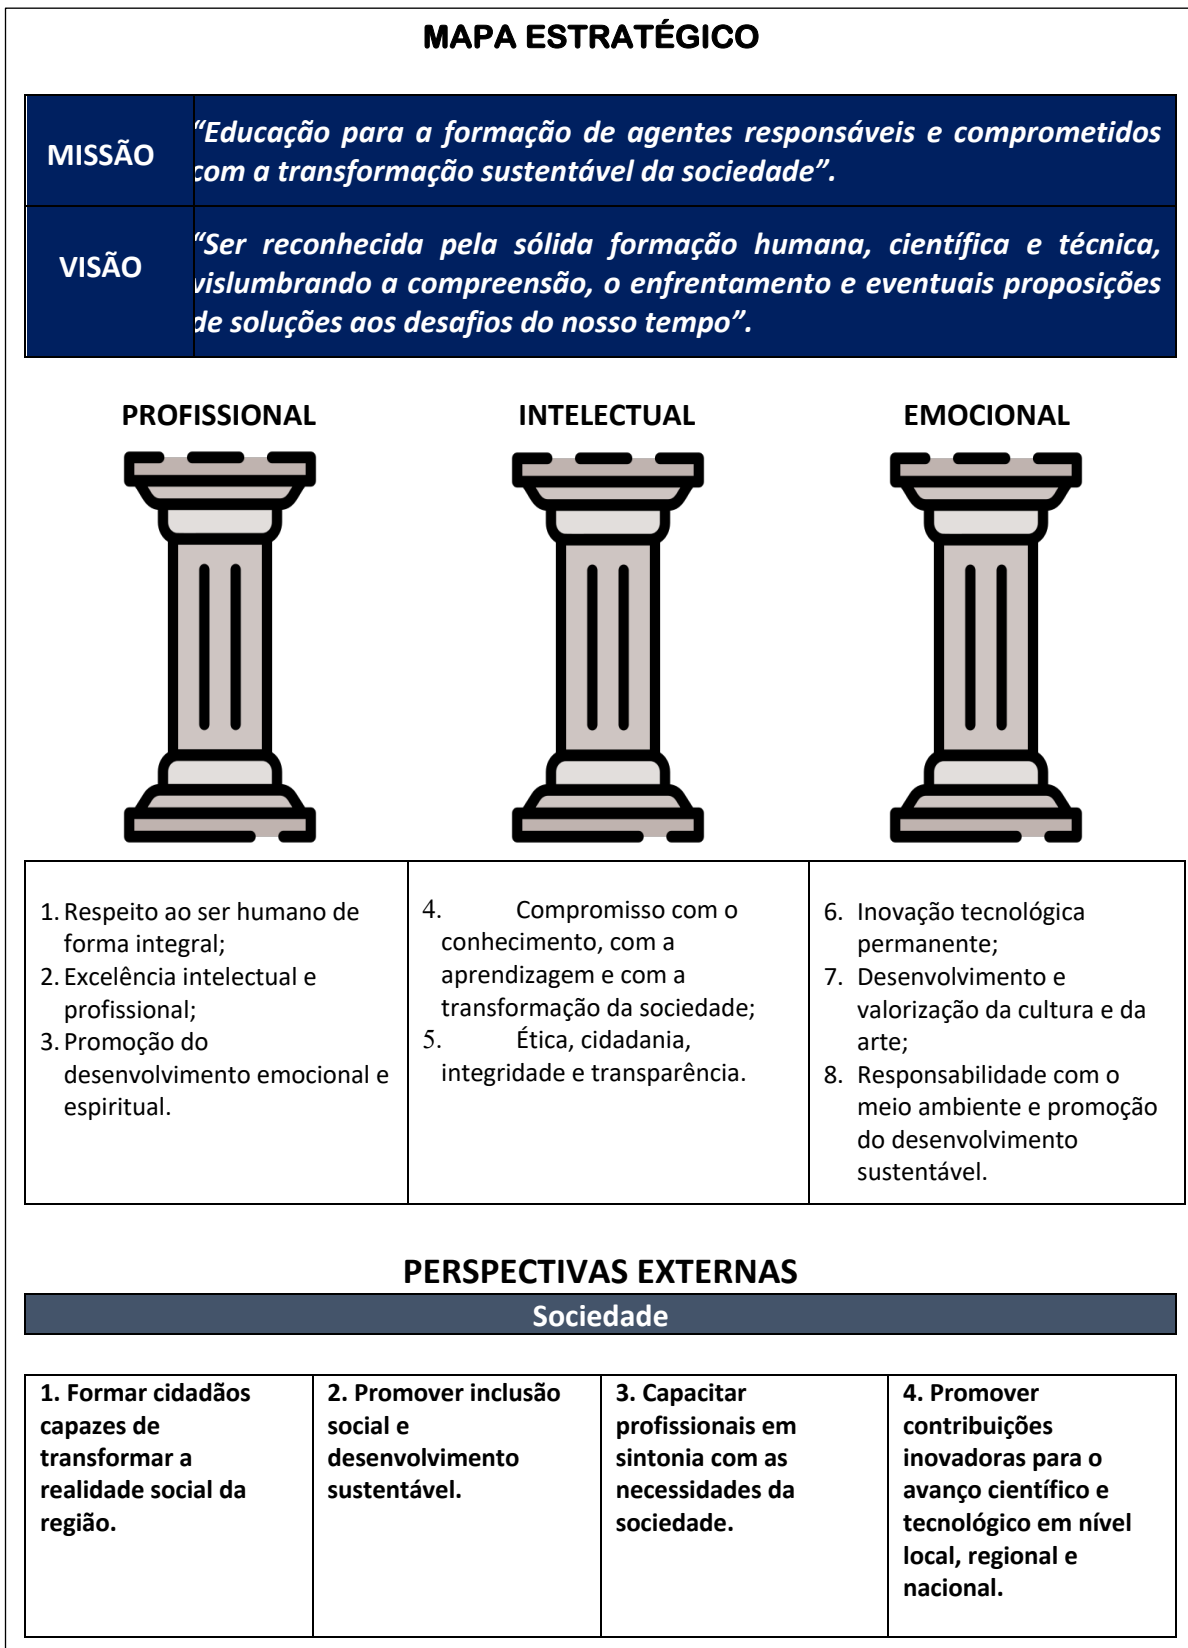 MAPA ESTRATÉGICO
MISSÃO
“Educação para a formação de agentes responsáveis e comprometidos
com a transformação sustentável da sociedade”.
VISÃO
“Ser reconhecida pela sólida formação humana, científica e técnica,
vislumbrando a compreensão, o enfrentamento e eventuais proposições
de soluções aos desafios do nosso tempo”.
PROFISSIONAL
INTELECTUAL
EMOCIONAL
1. Respeito ao ser humano de
forma integral;
2. Excelência intelectual e
profissional;
3. Promoção do
desenvolvimento emocional e
espiritual.
4. Compromisso com o
conhecimento, com a
aprendizagem e com a
transformação da sociedade;
5. Ética, cidadania,
integridade e transparência.
6. Inovação tecnológica
permanente;
7. Desenvolvimento e
valorização da cultura e da
arte;
8. Responsabilidade com o
meio ambiente e promoção
do desenvolvimento
sustentável.
PERSPECTIVAS EXTERNAS
Sociedade
1. Formar cidadãos
capazes de
transformar a
realidade social da
região.
2. Promover inclusão
social e
desenvolvimento
sustentável.
3. Capacitar
profissionais em
sintonia com as
necessidades da
sociedade.
4. Promover
contribuições
inovadoras para o
avanço científico e
tecnológico em nível
local, regional e
nacional.